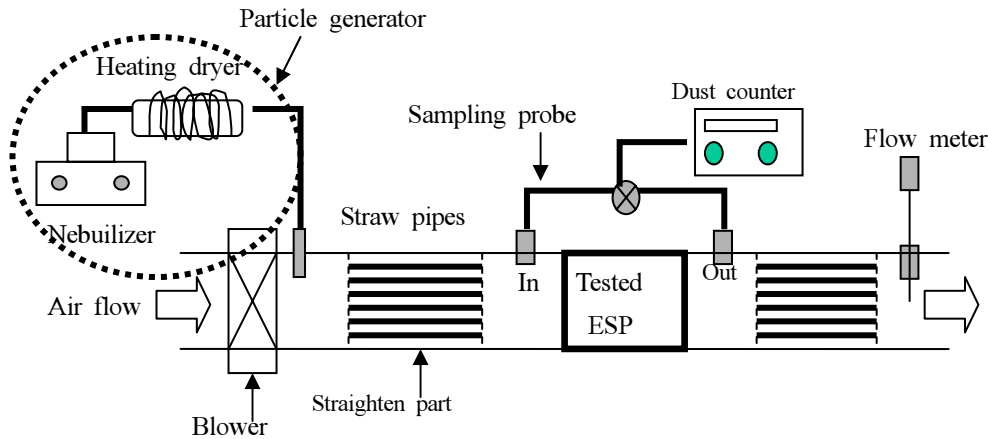 Particle generator
Heating dryer
Dust counter
Sampling probe
Flow meter
Straw pipes
Nebuilizer
In
Tested
ESP
Out
Air flow
Straighten part
Blower